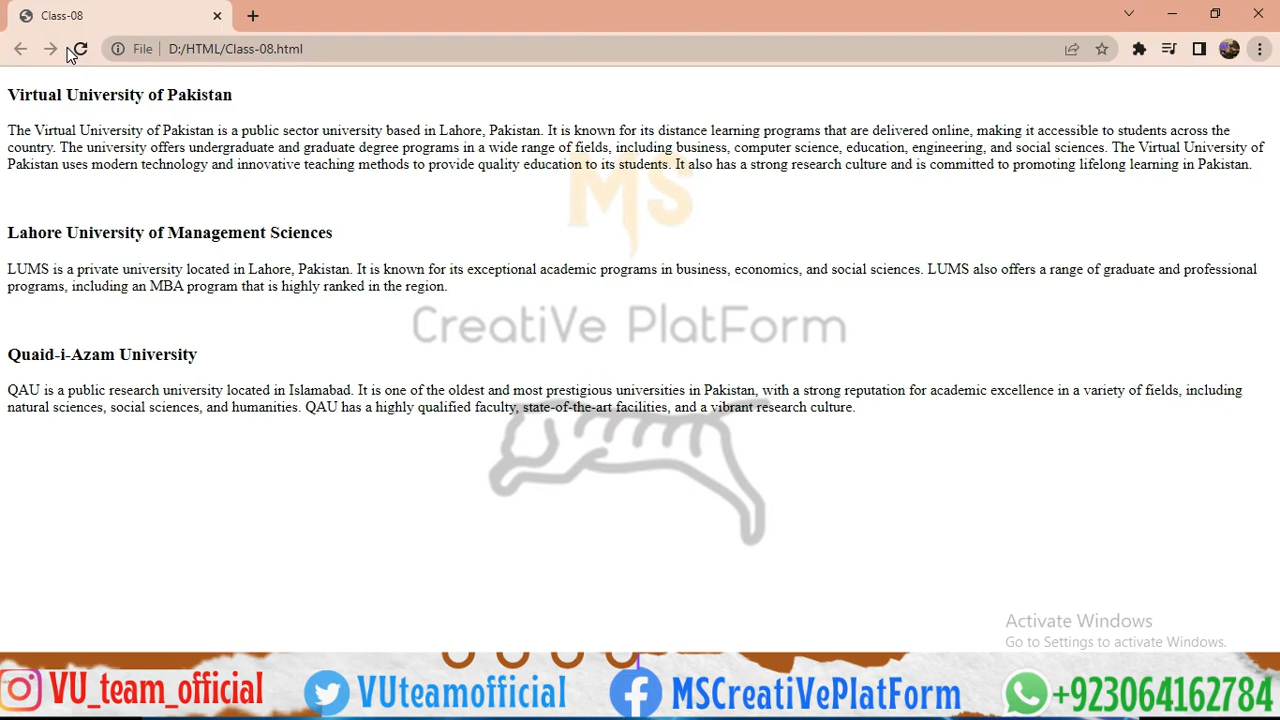 Class-08
File
D:/HTML/Class-08.html
Virtual University of Pakistan
The Virtual University of Pakistan is a public sector university based in Lahore, Pakistan. It is known for its distance learning programs that are delivered online, making it accessible to students across the
country. The university offers undergraduate and graduate degree programs in a wide range of fields, including business, computer science, education, engineering, and social sciences. The Virtual University of
Pakistan uses modern technology and innovative teaching methods to provide quality education to its students. It also has a strong research culture and is committed to promoting lifelong learning in Pakistan.
MS
Lahore University of Management Sciences
LUMS is a private university located in Lahore, Pakistan. It is known for its exceptional academic programs in business, economics, and social sciences. LUMS also offers a range of graduate and professional
programs, including an MBA program that is highly ranked in the region.
CreatiVe PlatForm
Quaid-i-Azam University
QAU is a public research university located in Islamabad. It is one of the oldest and most prestigious universities in Pakistan, with a strong reputation for academic excellence in a variety of fields, including
natural sciences, social sciences, and humanities. QAU has a highly qualified faculty, state-of-the-art facilities, and a vibrant research culture.
Activate Windows
Go to Settings to activate Windows.
VU_team_official
VUteamofficial
MSCreatiVePlatForm
+923064162784